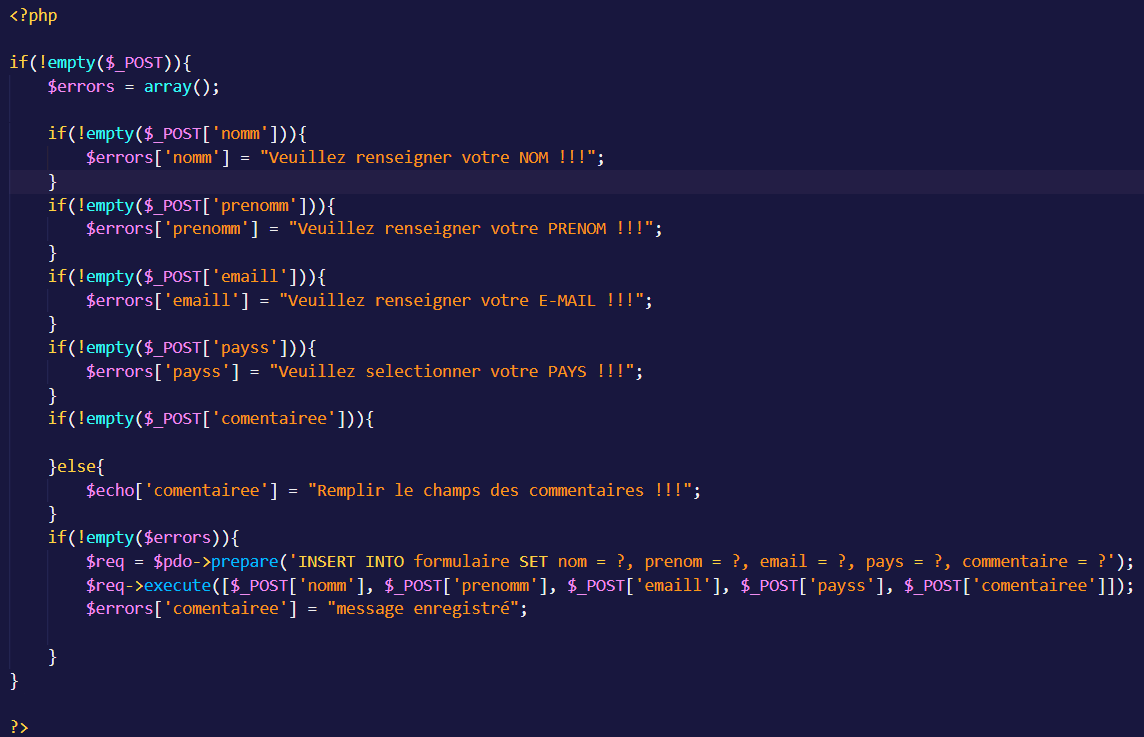 <?php
if(!empty($_POST)){
$errors = array();
if(!empty($_POST['nomm'])){
$errors['nomm'] = "Veuillez renseigner votre NOM !!!";
}
if(!empty($_POST['prenomm'])){
$errors['prenomm'] = "Veuillez renseigner votre PRENOM !!!";
}
if(!empty($_POST['emaill'])){
$errors['emaill'] = "Veuillez renseigner votre E-MAIL !!!";
}
if(!empty($_POST['payss'])){
$errors['payss'] = "Veuillez selectionner votre PAYS !!!";
}
if(!empty($_POST['comentairee'])){
}else{
$echo['comentairee'] = "Remplir le champs des commentaires !!!";
}
if(!empty($errors)){
$req = $pdo->prepare('INSERT INTO formulaire SET nom = ?, prenom = ?, email = ?, pays = ?, commentaire = ?');
$req->execute([$_POST['nomm'], $_POST['prenomm'], $_POST['emaill'], $_POST['payss'], $_POST['comentairee']]);
$errors['comentairee'] = "message enregistré";
}
}
?>